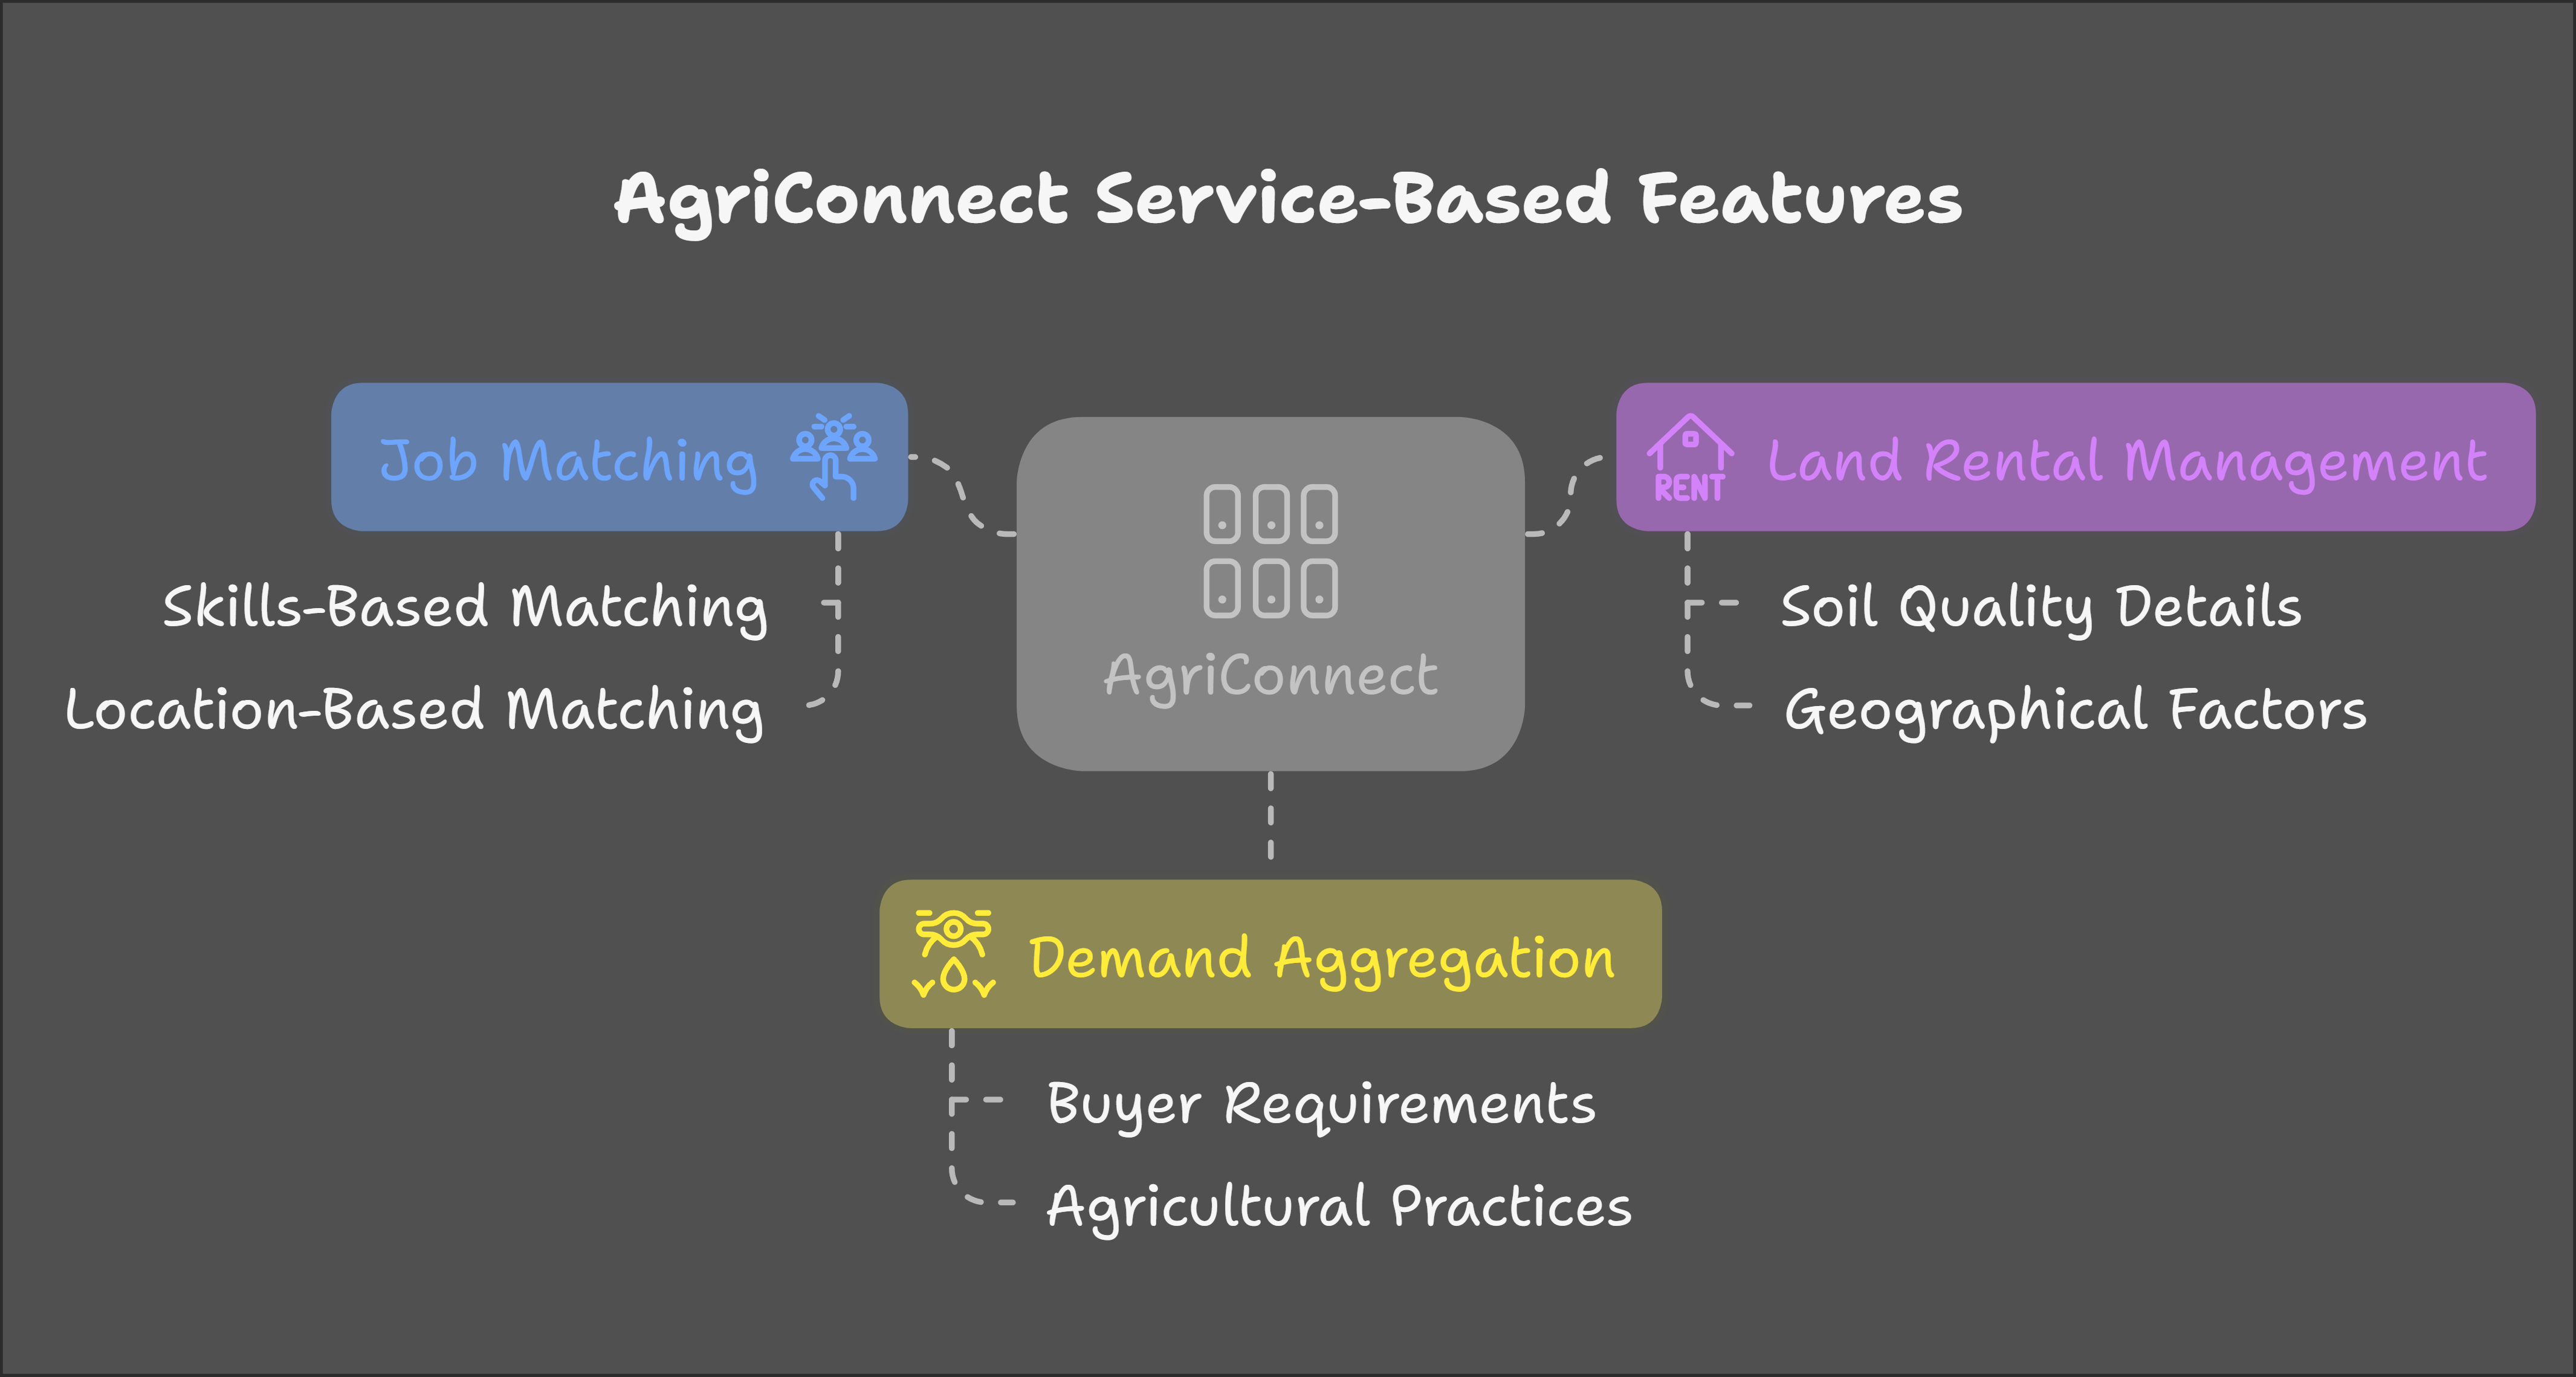 AgriConnect Service-Based Features
Job Matching
Skills-Based Matching
Location-Based Matching
AgriConnect
RENT
Land Rental Management
Soil Quality Details
Geographical Factors
Demand Aggregation
Buyer Requirements
Agricultural Practices